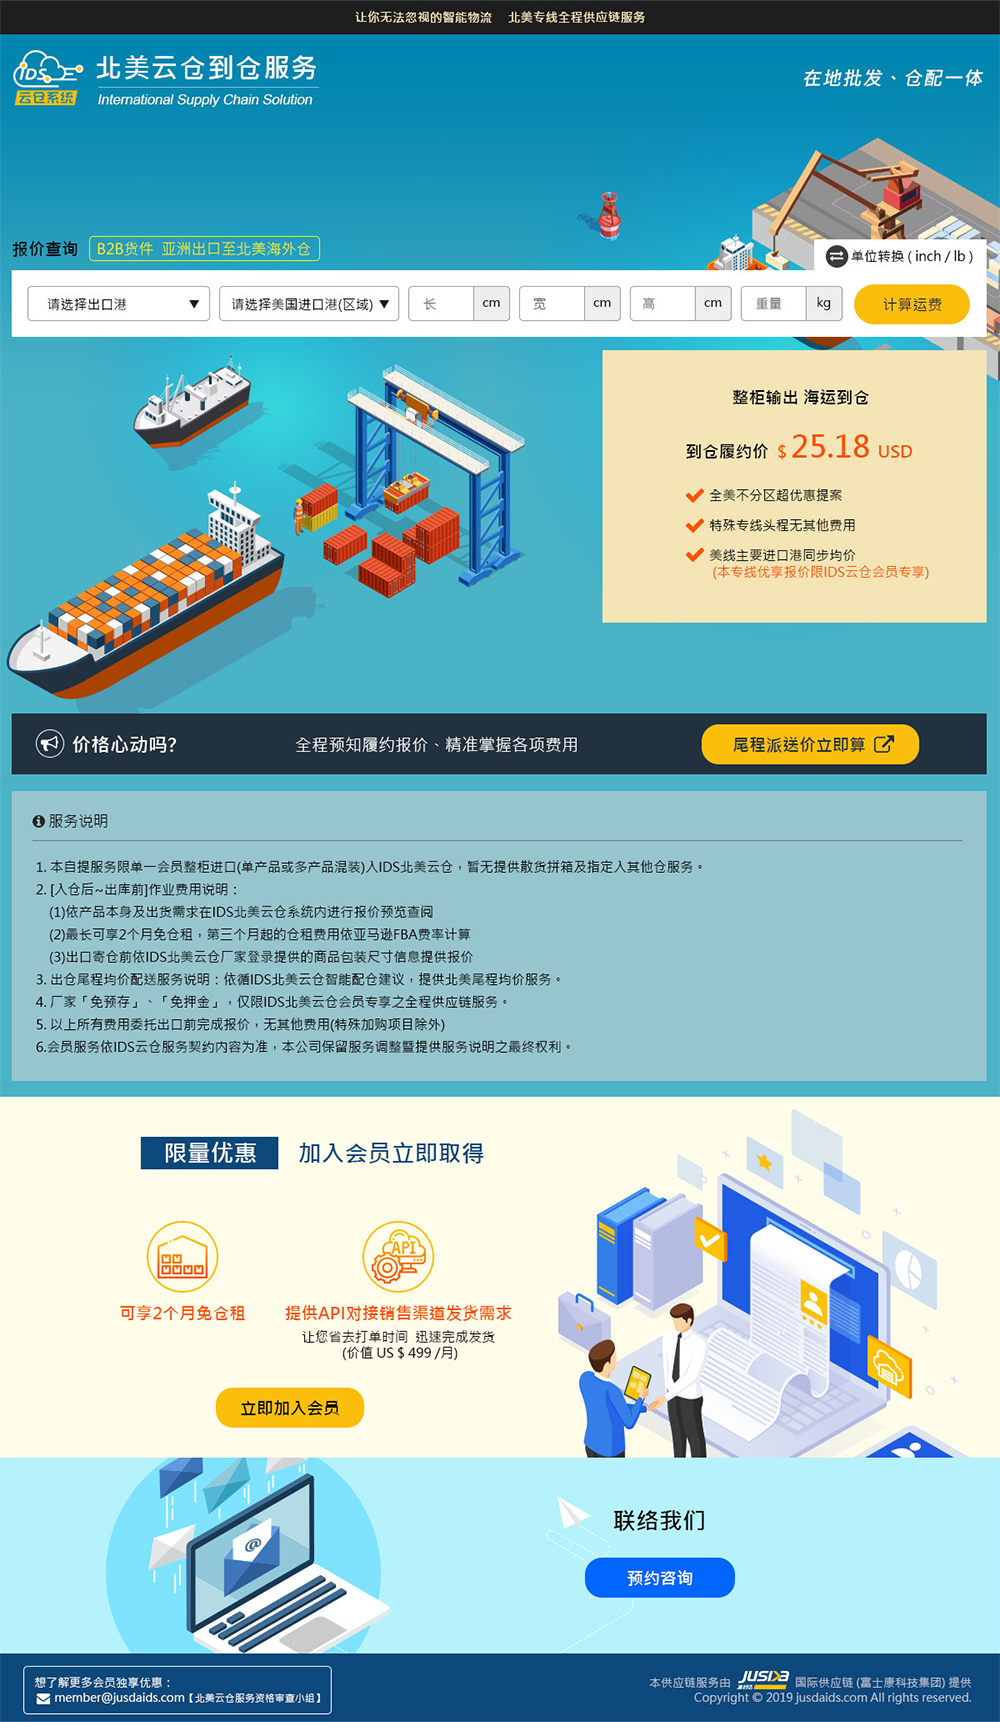 让你无法忽视的智能物流 北美专线全程供应链服务
IDS
云仓系统
北美云仓到仓服务
International Supply Chain Solution
在地批发、仓配一体
报价查询 B2B货件 亚洲出口至北美海外仓
单位转换 ( inch / lb )
请选择出口港 ▼ 请选择美国进口港(区域) ▼ 长 cm 宽 cm 高 cm 重量 kg 计算运费
整柜输出 海运到仓
到仓履约价 $ 25.18 USD
全美不分区超优惠提案
特殊专线头程无其他费用
美线主要进口港同步均价
(本专线优享报价限IDS云仓会员专享)
价格心动吗? 全程预知履约报价、精准掌握各项费用 尾程派送价立即算
服务说明
1. 本自提服务限单一会员整柜进口(单产品或多产品混装)入IDS北美云仓，暂无提供散货拼箱及指定入其他仓服务。
2. [入仓后~出库前]作业费用说明：
(1)依产品本身及出货需求在IDS北美云仓系统内进行报价预览查阅
(2)最长可享2个月免仓租，第三个月起的仓租费用依亚马逊FBA费率计算
(3)出口寄仓前依IDS北美云仓厂家登录提供的商品包装尺寸信息提供报价
3. 出仓尾程均价配送服务说明：依循IDS北美云仓智能配仓建议，提供北美尾程均价服务。
4. 厂家「免预存」、「免押金」，仅限IDS北美云仓会员专享之全程供应链服务。
5. 以上所有费用委托出口前完成报价，无其他费用(特殊加购项目除外)
6.会员服务依IDS云仓服务契约内容为准，本公司保留服务调整暨提供服务说明之最终权利。
限量优惠 加入会员立即取得
API
可享2个月免仓租
提供API对接销售渠道发货需求
让您省去打单时间 迅速完成发货
(价值 US $ 499 /月)
立即加入会员
@
联络我们
预约咨询
想了解更多会员独享优惠：
member@jusdaids.com【北美云仓服务资格审查小组】
本供应链服务由 JUSDA 准时达 国际供应链 (富士康科技集团) 提供
Copyright © 2019 jusdaids.com All rights reserved.